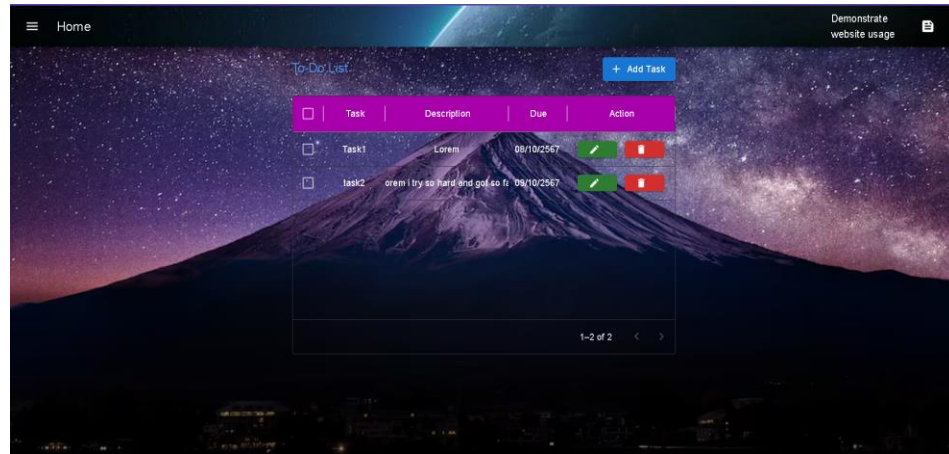 Home
Demonstrate
website usage
To-Do List
+ Add Task
Task Description Due Action
Task1 Lorem 08/10/2567
task2 orem i try so hard and got so fa 09/10/2567
1–2 of 2